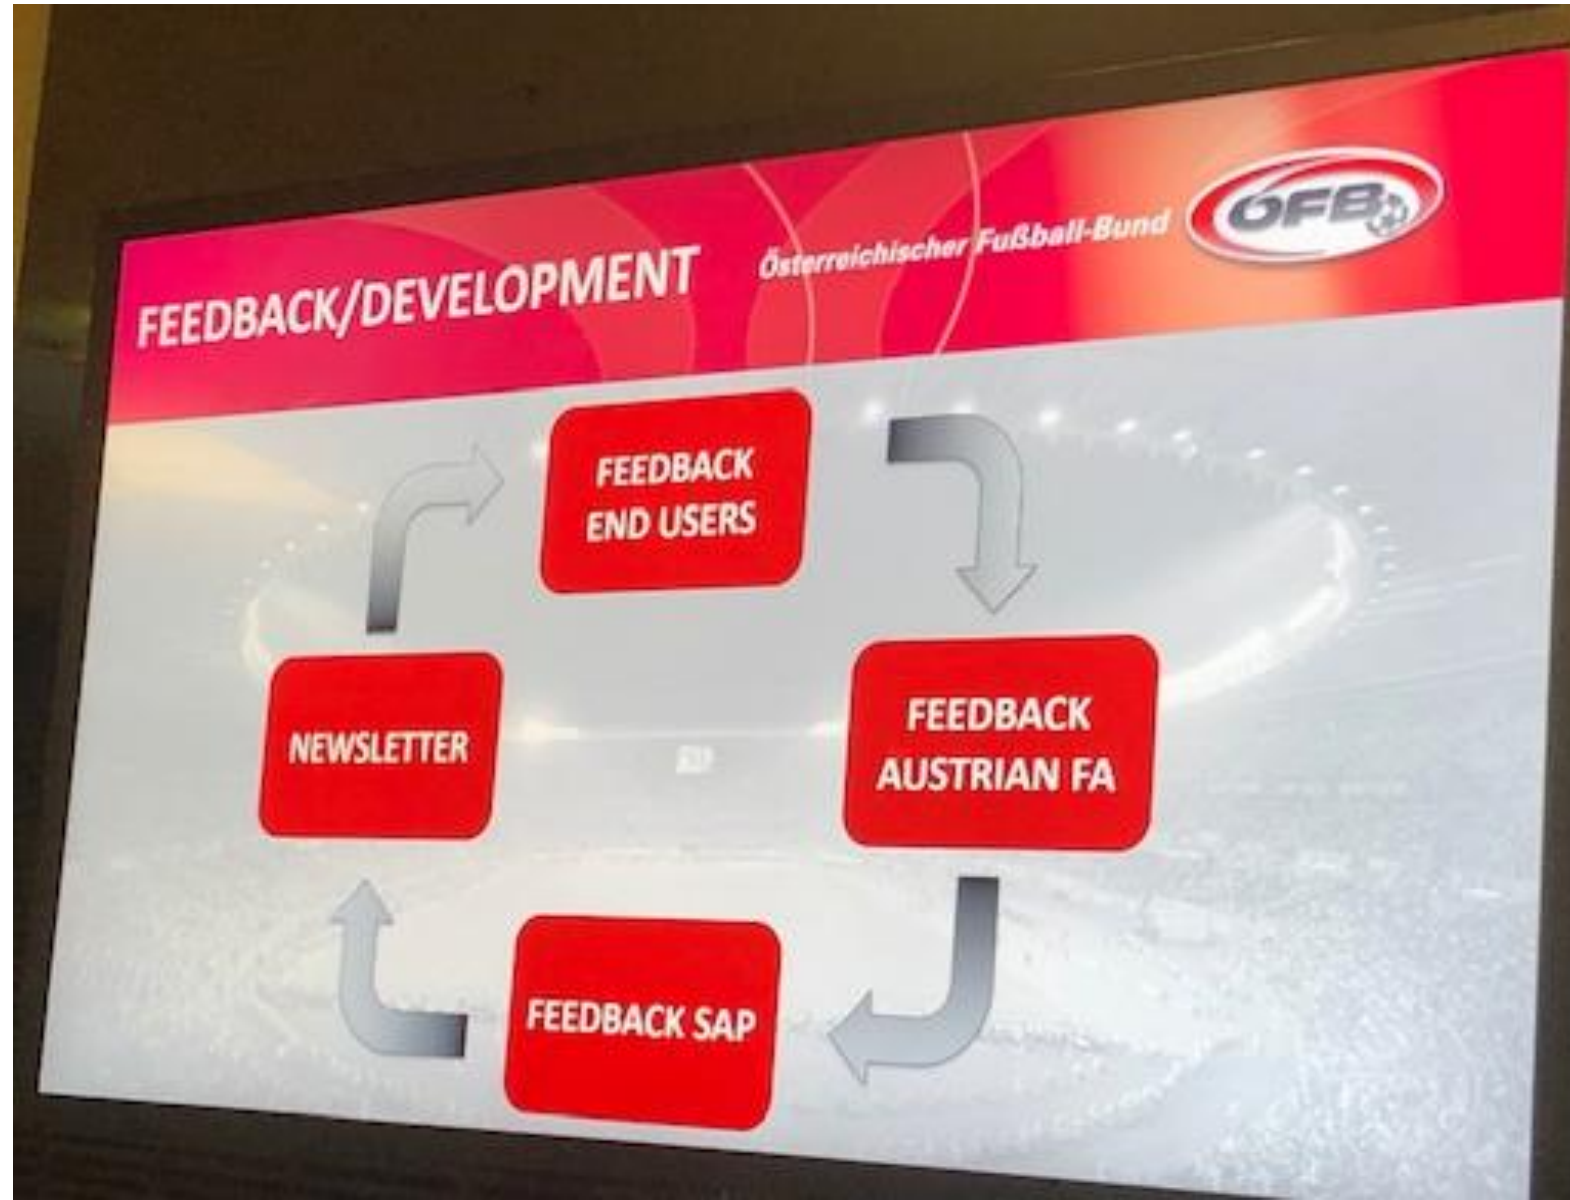 FEEDBACK/DEVELOPMENT
Österreichischer Fußball-Bund
ÖFB
FEEDBACK
END USERS
NEWSLETTER
FEEDBACK
AUSTRIAN FA
FEEDBACK SAP